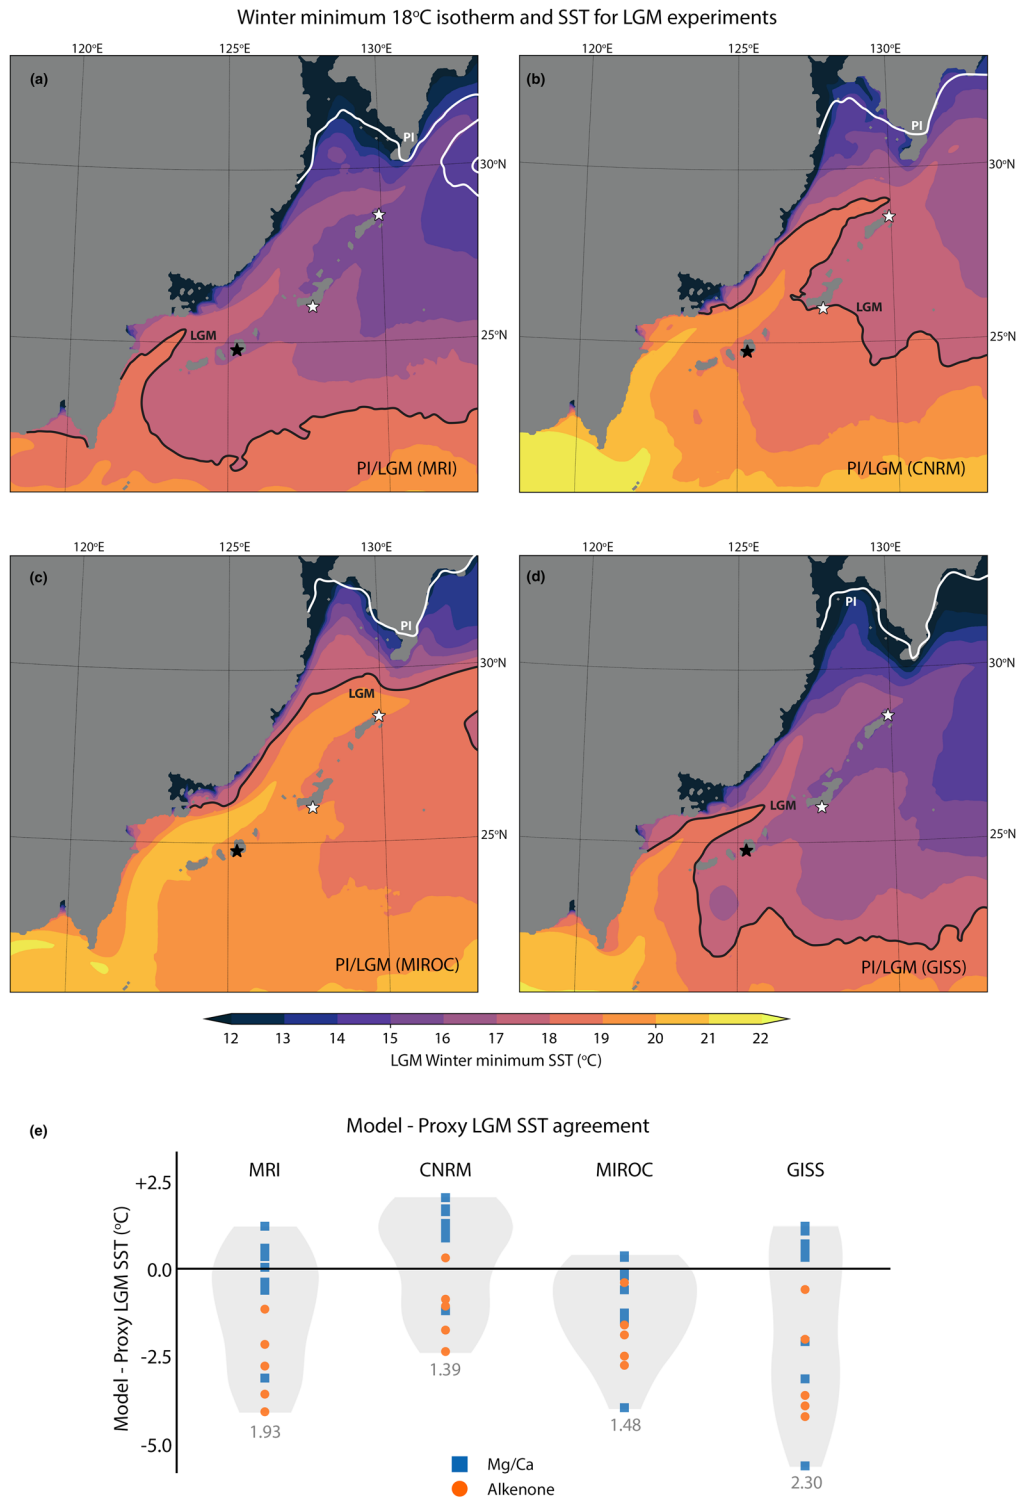 Winter minimum 18°C isotherm and SST for LGM experiments
120°E 125°E 130°E 120°E 125°E 130°E
(a) (b)
PI PI
30°N 30°N
LGM LGM
25°N 25°N
PI/LGM (MRI) PI/LGM (CNRM)
120°E 125°E 130°E 120°E 125°E 130°E
(c) (d)
PI PI
30°N 30°N
LGM LGM
25°N 25°N
PI/LGM (MIROC) PI/LGM (GISS)
12 13 14 15 16 17 18 19 20 21 22
LGM Winter minimum SST (°C)
(e) Model - Proxy LGM SST agreement
MRI CNRM MIROC GISS
+2.5
0.0
-2.5
-5.0
Model - Proxy LGM SST (°C)
1.93 1.39 1.48 2.30
Mg/Ca
Alkenone